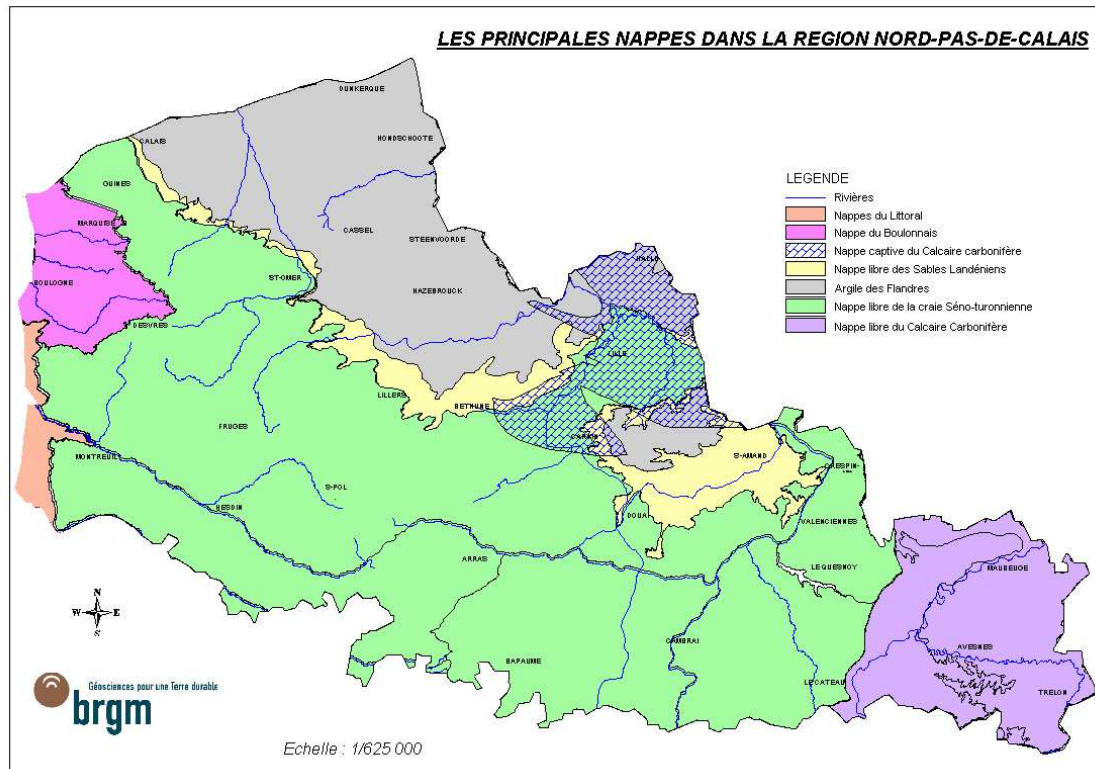 LES PRINCIPALES NAPPES DANS LA REGION NORD-PAS-DE-CALAIS
DUNKERQUE
HONDSCHOOTE
CALAIS
GUINES
MARQUISE
CASSEL
STEENVOORDE
ST-OMER
HAZEBROUCK
BOULOGNE
DESVRES
LILLE
LILLERS
BETHUNE
FRUGES
CARVIN
MONTREUIL
S-POL
S-AMAND
HESDIN
DOUAI
VALENCIENNES
ARRAS
LEQUESNOY
MAUBEUGE
CAMBRAI
AVESNES
BAPAUME
LECATEAU
TRELON
LEGENDE
Rivières
Nappes du Littoral
Nappe du Boulonnais
Nappe captive du Calcaire carbonifère
Nappe libre des Sables Landéniens
Argile des Flandres
Nappe libre de la craie Séno-turonnienne
Nappe libre du Calcaire Carbonifère
N
W E
S
Géosciences pour une Terre durable
brgm
Echelle : 1/625 000